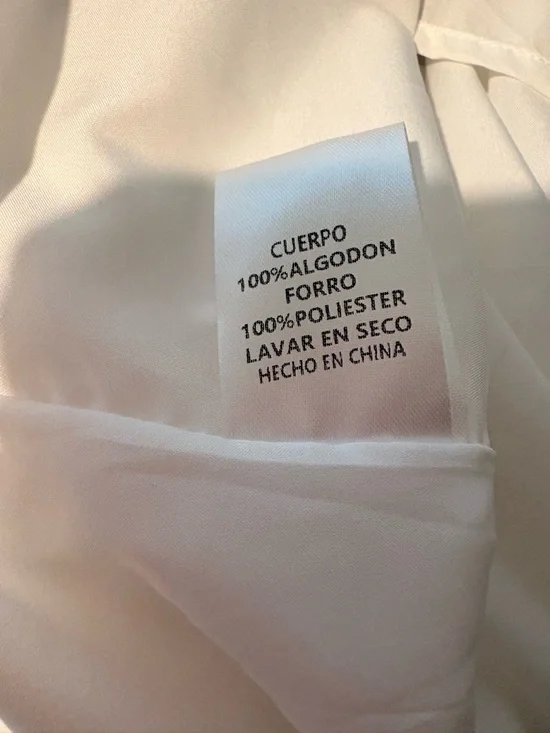 CUERPO
100%ALGODON
FORRO
100%POLIESTER
LAVAR EN SECO
HECHO EN CHINA